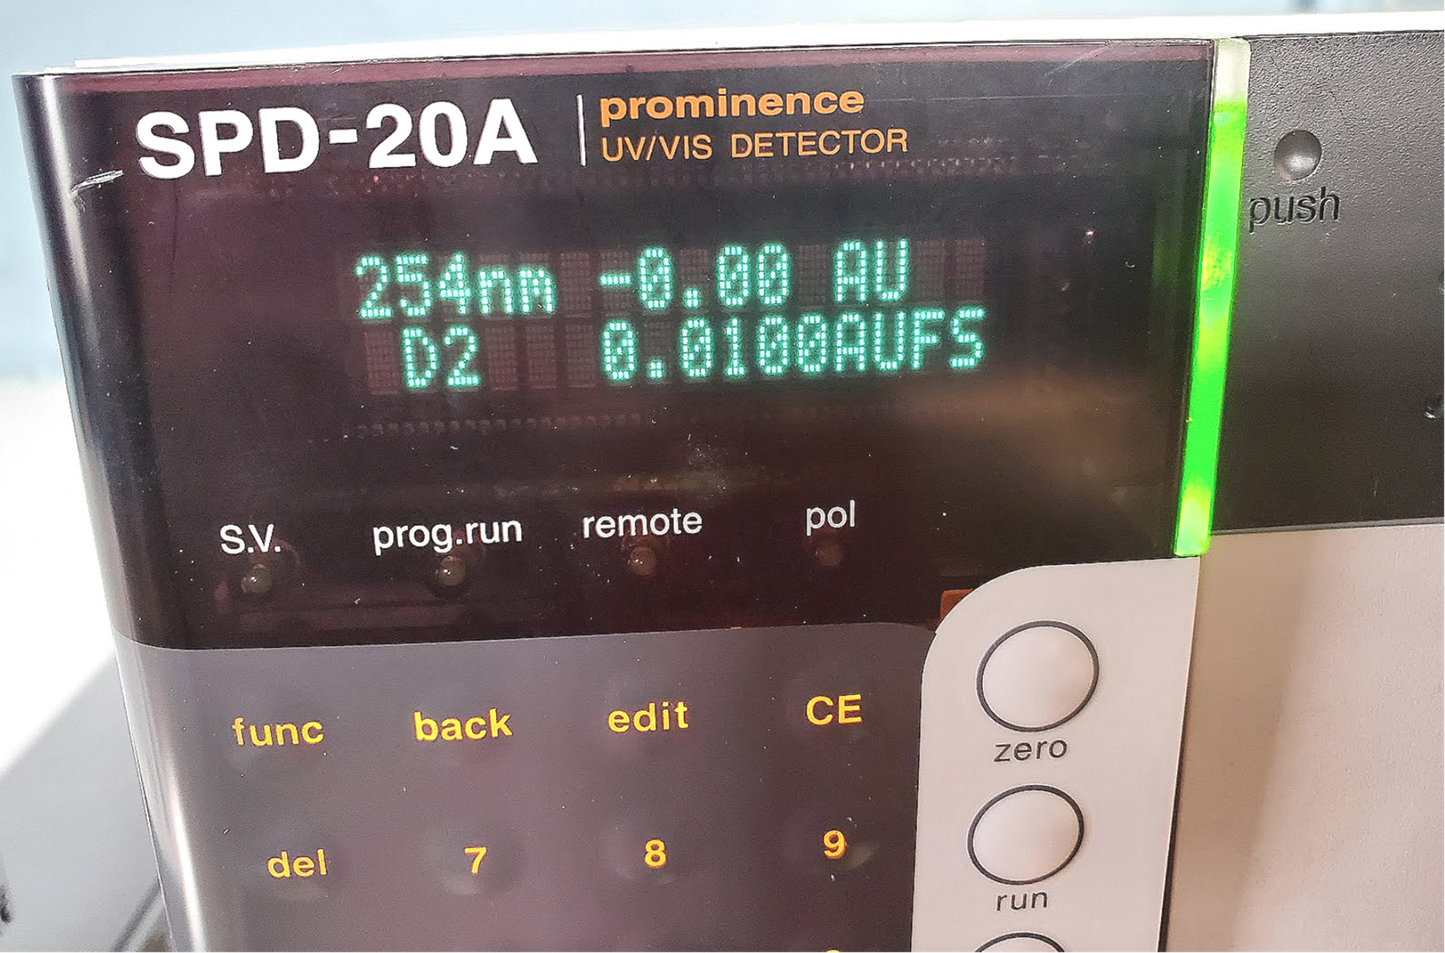 SPD-20A
prominence
UV/VIS DETECTOR
push
254nm -0.00 AU
D2 0.0100AUFS
S.V. prog.run remote pol
func back edit CE
zero
del 7 8 9
run